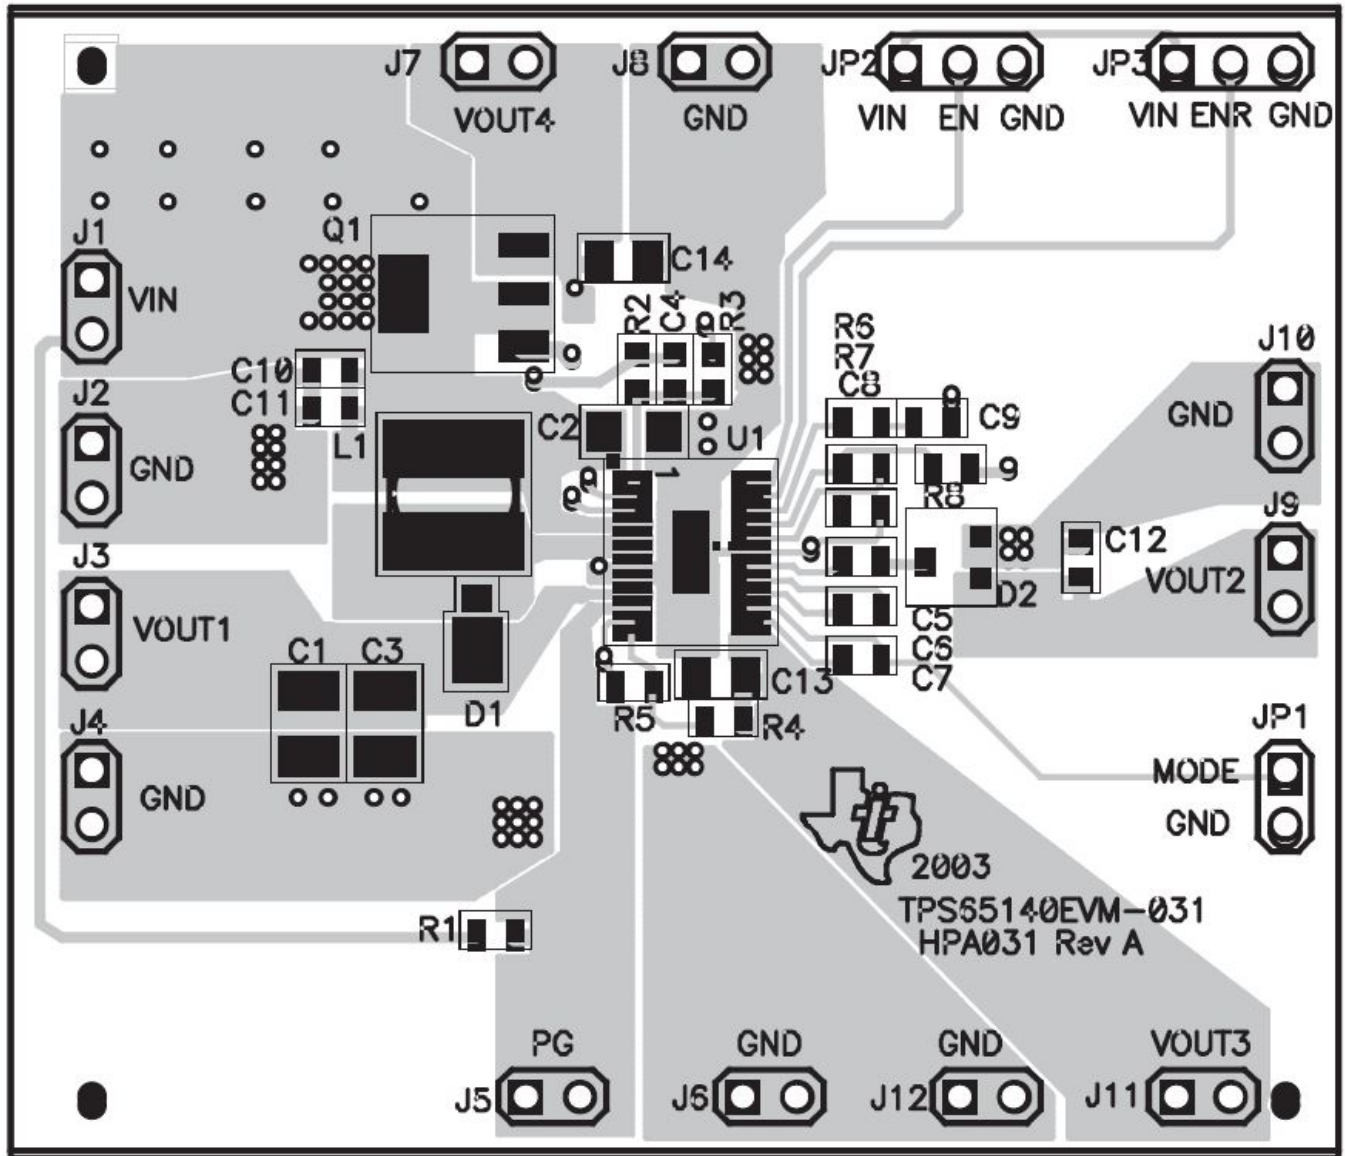 J7
J8
JP2
JP3
VOUT4
GND
VIN EN GND
VIN ENR GND
J1
Q1
C14
VIN
R2
C4
R3
R6
R7
C8
J10
C10
C11
J2
L1
C2
U1
C9
GND
GND
1
R8
J9
C12
J3
VOUT2
D2
VOUT1
C5
C6
C7
C1
C3
C13
J4
D1
R5
R4
JP1
MODE
GND
GND
2003
TPS65140EVM-031
HPA031 Rev A
R1
PG
GND
GND
VOUT3
J5
J6
J12
J11